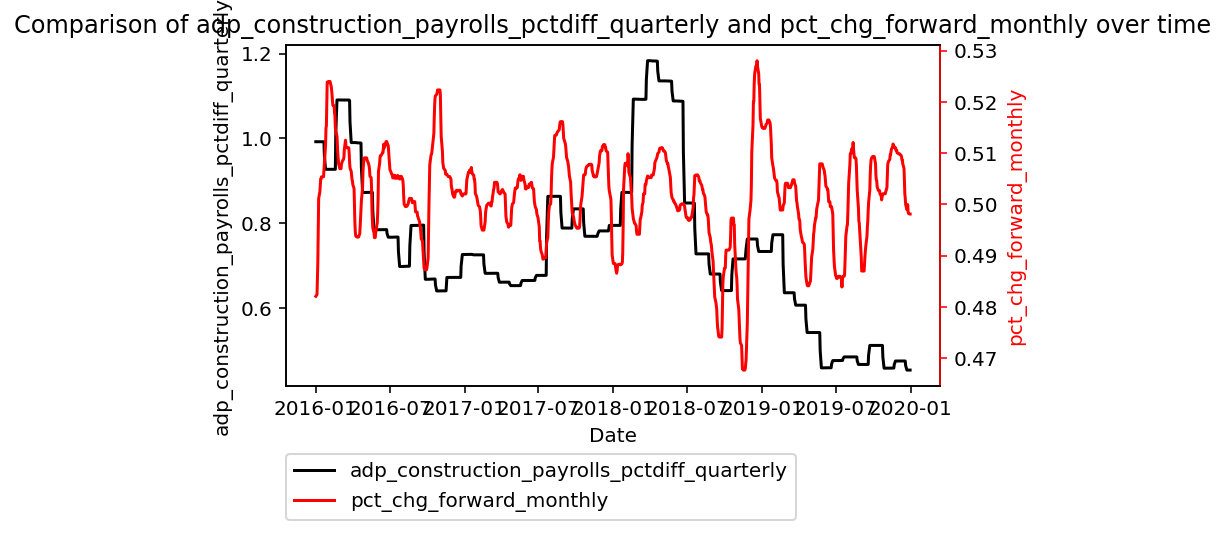 Comparison of adp_construction_payrolls_pctdiff_quarterly and pct_chg_forward_monthly over time
adp_construction_payrolls_pctdiff_quarterly
1.2
1.0
0.8
0.6
0.53
0.52
0.51
0.50
0.49
0.48
0.47
pct_chg_forward_monthly
2016-01 2016-07 2017-01 2017-07 2018-01 2018-07 2019-01 2019-07 2020-01
Date
adp_construction_payrolls_pctdiff_quarterly
pct_chg_forward_monthly